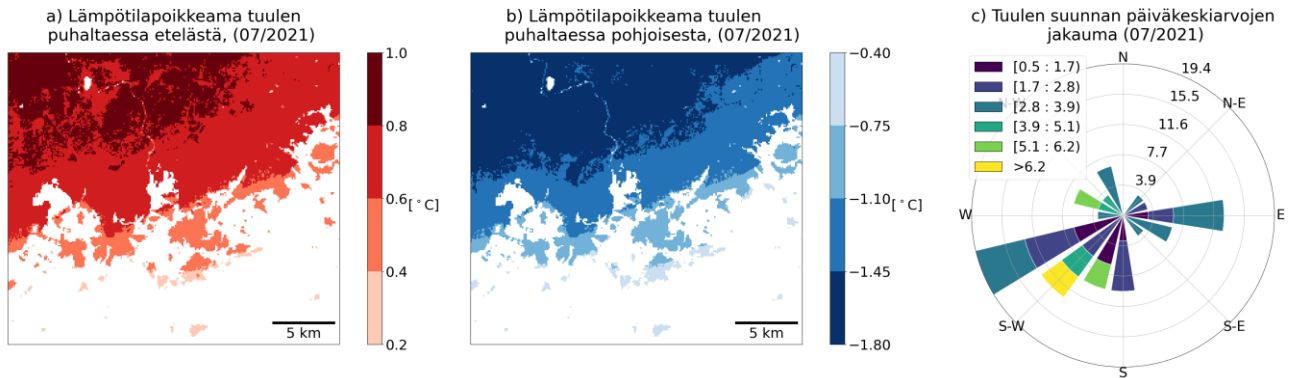 a) Lämpötilapoikkeama tuulen
puhaltaessa etelästä, (07/2021)
1.0
0.8
0.6
[°C]
0.4
0.2
5 km
b) Lämpötilapoikkeama tuulen
puhaltaessa pohjoisesta, (07/2021)
−0.40
−0.75
−1.10
[°C]
−1.45
−1.80
5 km
c) Tuulen suunnan päiväkeskiarvojen
jakauma (07/2021)
[0.5 : 1.7)
[1.7 : 2.8)
[2.8 : 3.9)
[3.9 : 5.1)
[5.1 : 6.2)
>6.2
N
N-E
E
S-E
S
S-W
W
N-W
19.4
15.5
11.6
7.7
3.9